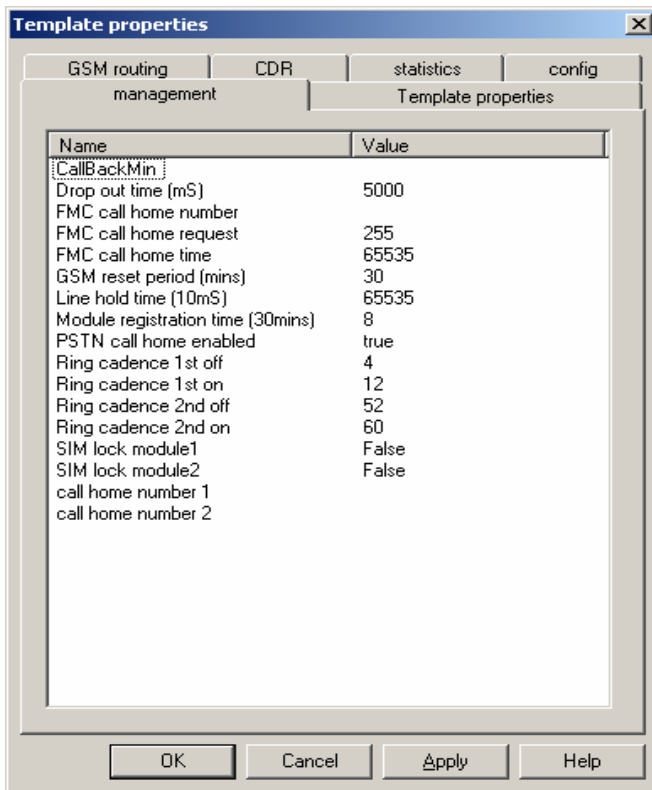 Template properties
GSM routing CDR statistics config
management Template properties
Name Value
CallBackMin
Drop out time (mS) 5000
FMC call home number
FMC call home request 255
FMC call home time 65535
GSM reset period (mins) 30
Line hold time (10mS) 65535
Module registration time (30mins) 8
PSTN call home enabled true
Ring cadence 1st off 4
Ring cadence 1st on 12
Ring cadence 2nd off 52
Ring cadence 2nd on 60
SIM lock module1 False
SIM lock module2 False
call home number 1
call home number 2
OK Cancel Apply Help